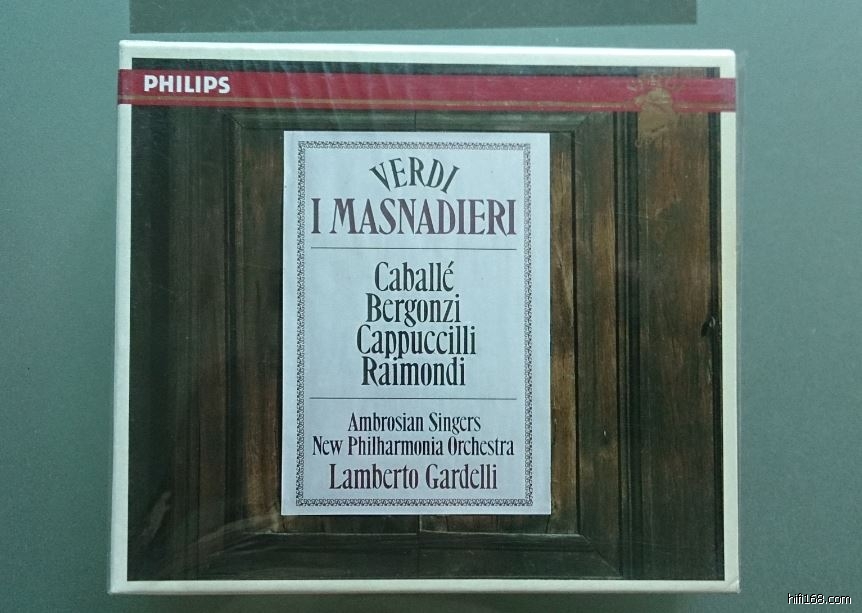 PHILIPS
VERDI
I MASNADIERI
Caballé
Bergonzi
Cappuccilli
Raimondi
Ambrosian Singers
New Philharmonia Orchestra
Lamberto Gardelli
hifi168.com